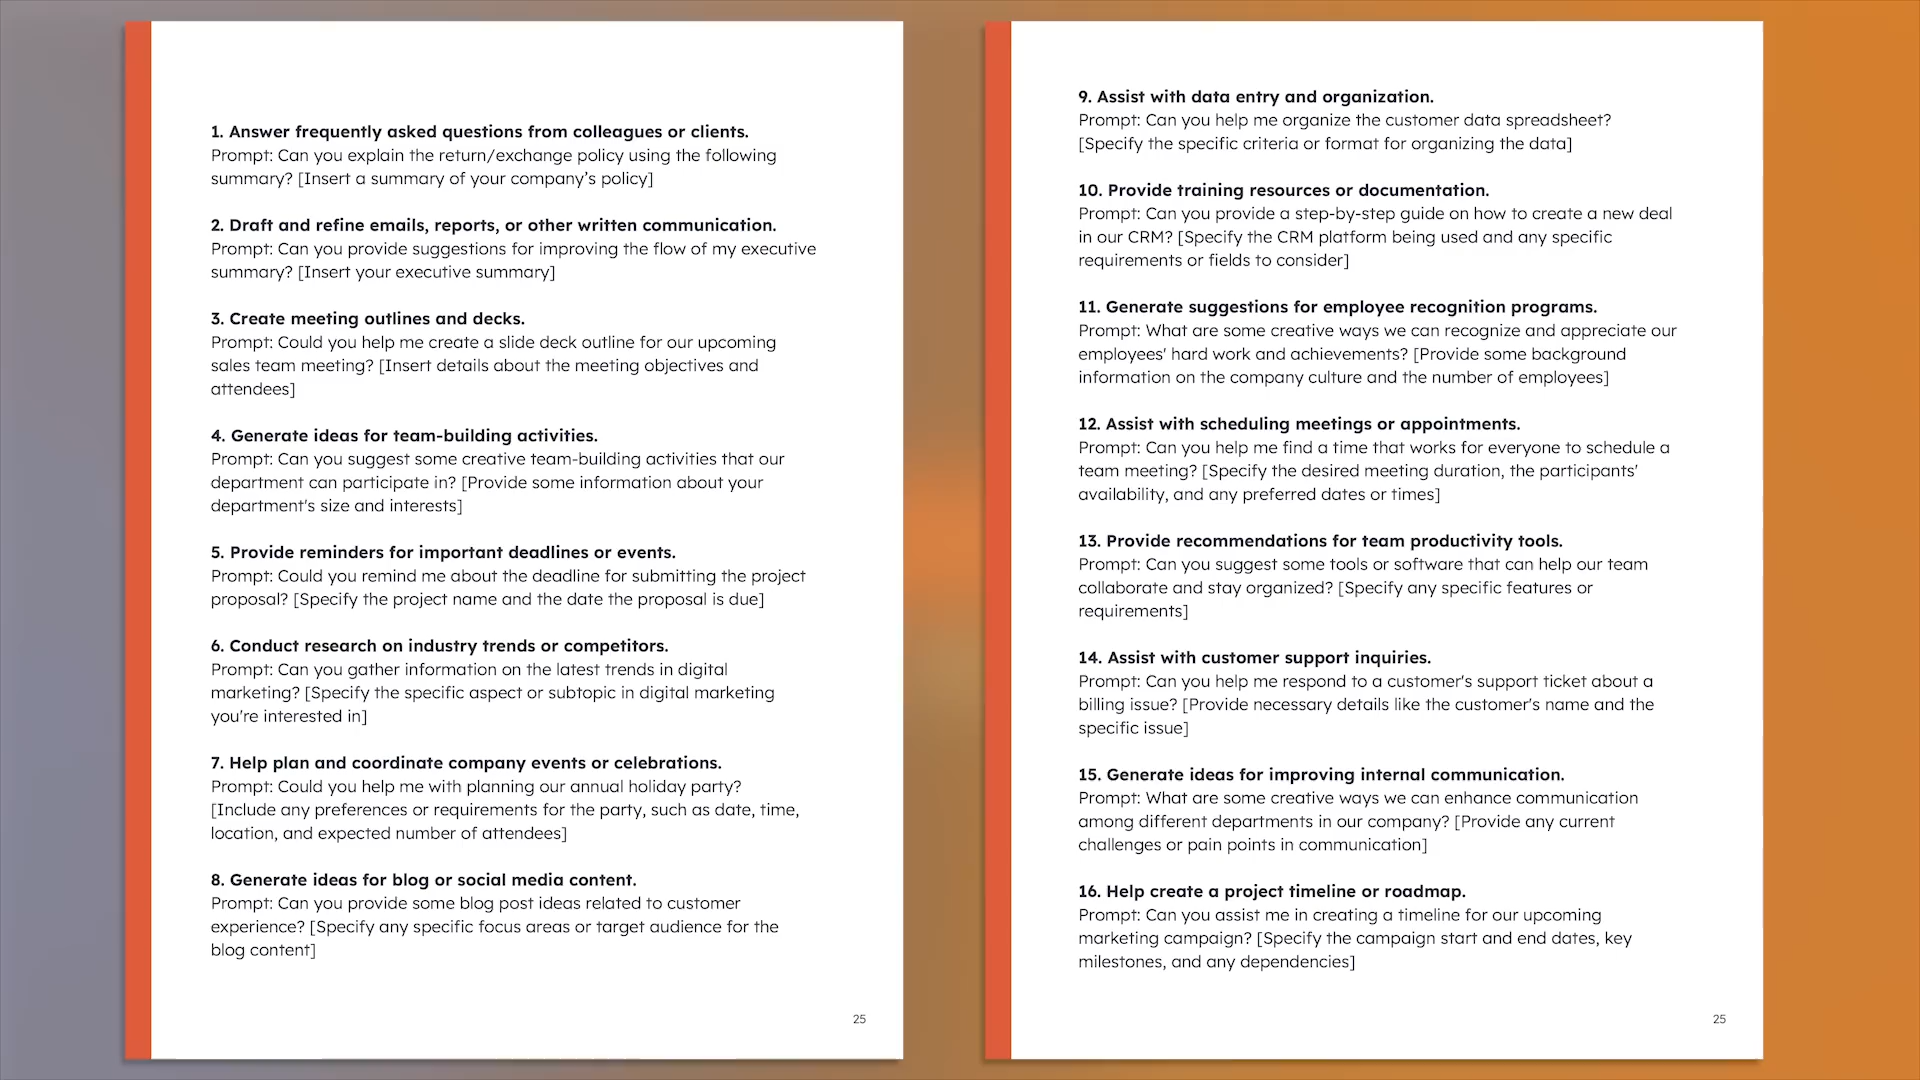 1. Answer frequently asked questions from colleagues or clients.
Prompt: Can you explain the return/exchange policy using the following
summary? [Insert a summary of your company’s policy]
2. Draft and refine emails, reports, or other written communication.
Prompt: Can you provide suggestions for improving the flow of my executive
summary? [Insert your executive summary]
3. Create meeting outlines and decks.
Prompt: Could you help me create a slide deck outline for our upcoming
sales team meeting? [Insert details about the meeting objectives and
attendees]
4. Generate ideas for team-building activities.
Prompt: Can you suggest some creative team-building activities that our
department can participate in? [Provide some information about your
department's size and interests]
5. Provide reminders for important deadlines or events.
Prompt: Could you remind me about the deadline for submitting the project
proposal? [Specify the project name and the date the proposal is due]
6. Conduct research on industry trends or competitors.
Prompt: Can you gather information on the latest trends in digital
marketing? [Specify the specific aspect or subtopic in digital marketing
you're interested in]
7. Help plan and coordinate company events or celebrations.
Prompt: Could you help me with planning our annual holiday party?
[Include any preferences or requirements for the party, such as date, time,
location, and expected number of attendees]
8. Generate ideas for blog or social media content.
Prompt: Can you provide some blog post ideas related to customer
experience? [Specify any specific focus areas or target audience for the
blog content]
25
9. Assist with data entry and organization.
Prompt: Can you help me organize the customer data spreadsheet?
[Specify the specific criteria or format for organizing the data]
10. Provide training resources or documentation.
Prompt: Can you provide a step-by-step guide on how to create a new deal
in our CRM? [Specify the CRM platform being used and any specific
requirements or fields to consider]
11. Generate suggestions for employee recognition programs.
Prompt: What are some creative ways we can recognize and appreciate our
employees' hard work and achievements? [Provide some background
information on the company culture and the number of employees]
12. Assist with scheduling meetings or appointments.
Prompt: Can you help me find a time that works for everyone to schedule a
team meeting? [Specify the desired meeting duration, the participants'
availability, and any preferred dates or times]
13. Provide recommendations for team productivity tools.
Prompt: Can you suggest some tools or software that can help our team
collaborate and stay organized? [Specify any specific features or
requirements]
14. Assist with customer support inquiries.
Prompt: Can you help me respond to a customer's support ticket about a
billing issue? [Provide necessary details like the customer's name and the
specific issue]
15. Generate ideas for improving internal communication.
Prompt: What are some creative ways we can enhance communication
among different departments in our company? [Provide any current
challenges or pain points in communication]
16. Help create a project timeline or roadmap.
Prompt: Can you assist me in creating a timeline for our upcoming
marketing campaign? [Specify the campaign start and end dates, key
milestones, and any dependencies]
25